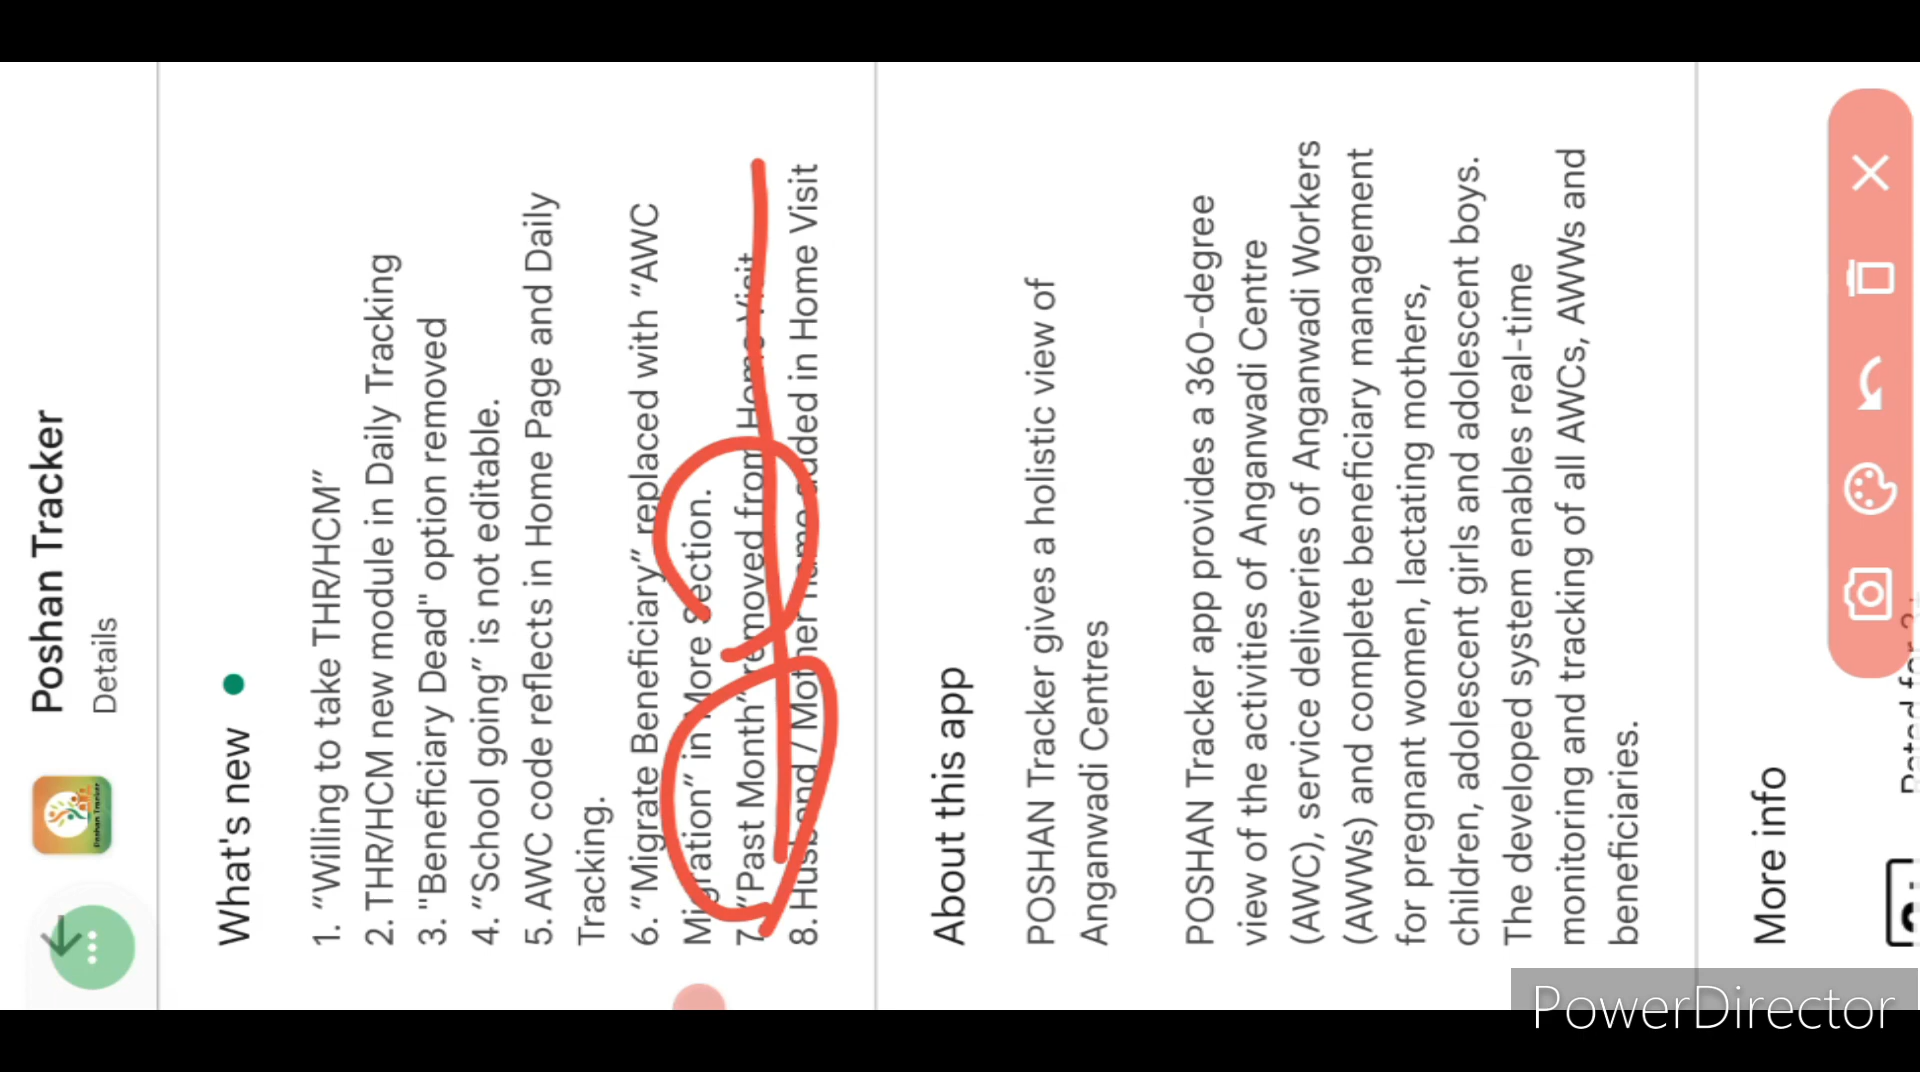 Poshan Tracker
Details
Poshan Tracker
What's new
1. “Willing to take THR/HCM”
2. THR/HCM new module in Daily Tracking
3. "Beneficiary Dead" option removed
4. “School going” is not editable.
5. AWC code reflects in Home Page and Daily
Tracking.
6. “Migrate Beneficiary” replaced with “AWC
Migration” in More Section.
7. “Past Month” removed from Home Visit
8. Husband / Mother name added in Home Visit
About this app
POSHAN Tracker gives a holistic view of
Anganwadi Centres
POSHAN Tracker app provides a 360-degree
view of the activities of Anganwadi Centre
(AWC), service deliveries of Anganwadi Workers
(AWWs) and complete beneficiary management
for pregnant women, lactating mothers,
children, adolescent girls and adolescent boys.
The developed system enables real-time
monitoring and tracking of all AWCs, AWWs and
beneficiaries.
More info
PowerDirector